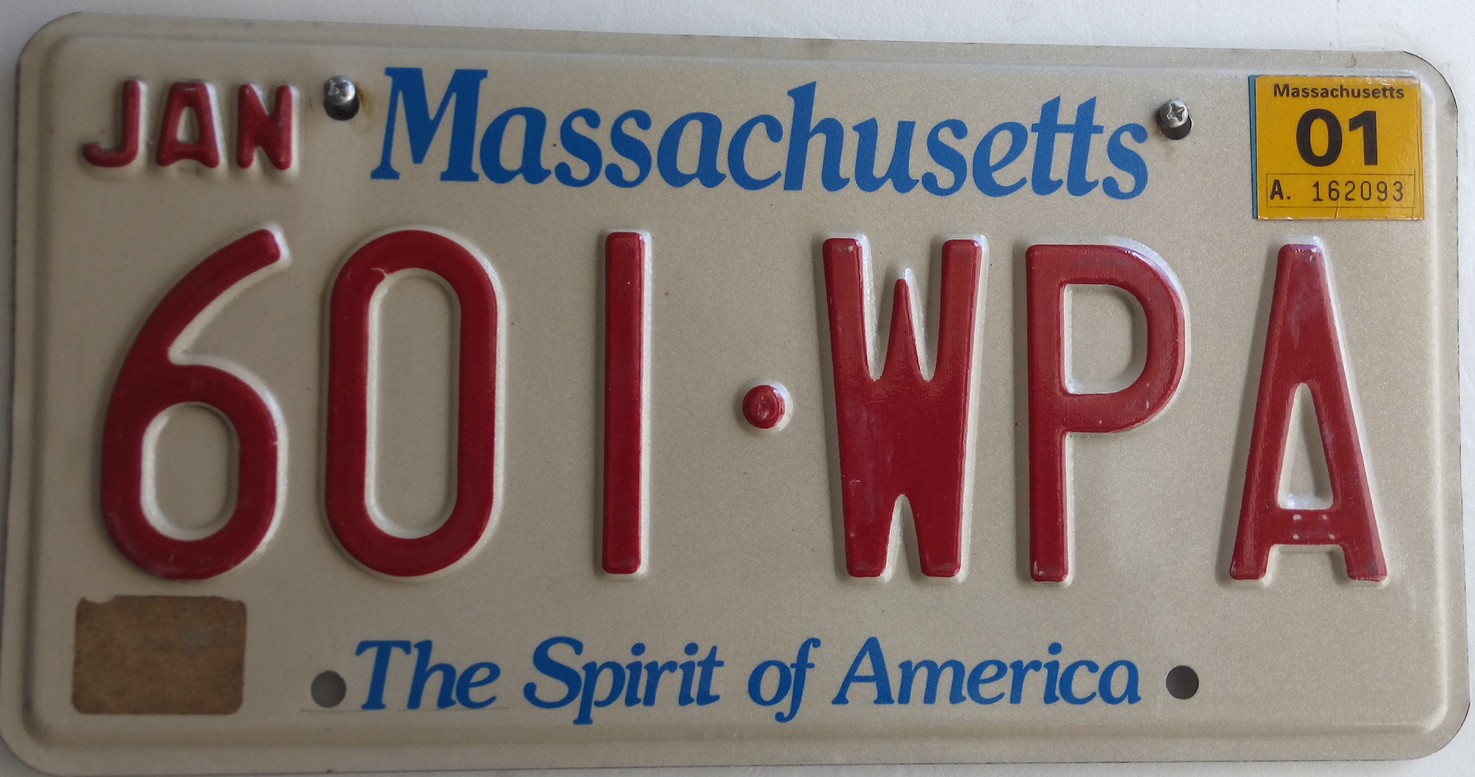 JAN
Massachusetts
Massachusetts
01
A. 162093
601·WPA
The Spirit of America